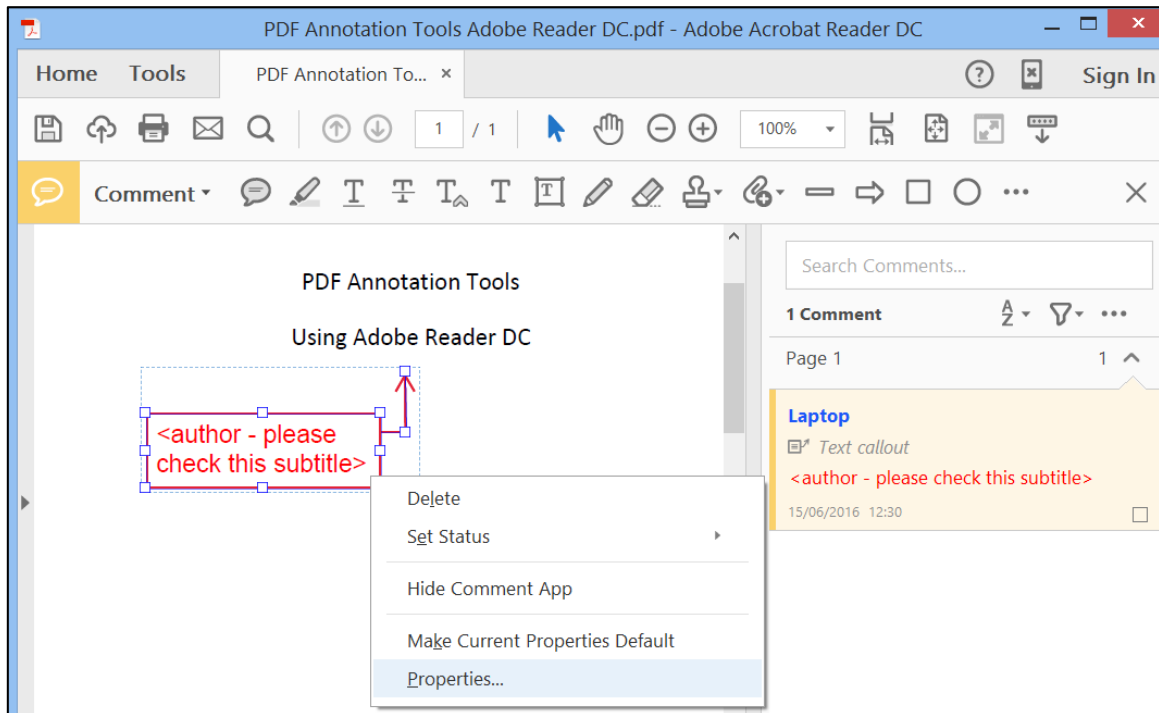 PDF Annotation Tools Adobe Reader DC.pdf - Adobe Acrobat Reader DC
Home Tools PDF Annotation To... × Sign In
1 / 1 100%
Comment
PDF Annotation Tools
Using Adobe Reader DC
<author - please
check this subtitle>
Delete
Set Status
Hide Comment App
Make Current Properties Default
Properties...
Search Comments...
1 Comment
Page 1 1
Laptop
Text callout
<author - please check this subtitle>
15/06/2016 12:30